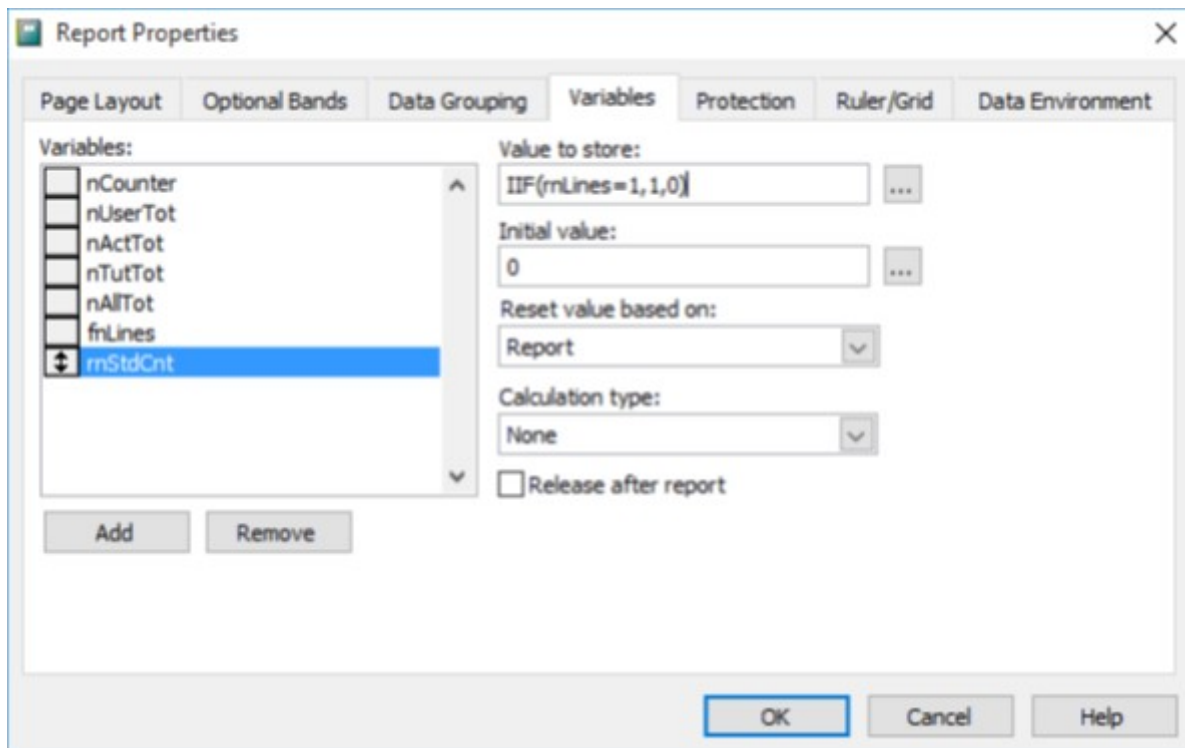 Report Properties
Page Layout Optional Bands Data Grouping Variables Protection Ruler/Grid Data Environment
Variables:
nCounter
nUserTot
nActTot
nTutTot
nAllTot
fnLines
rnStdCnt
Add Remove
Value to store:
IIF(rnLines=1,1,0) ...
Initial value:
0 ...
Reset value based on:
Report
Calculation type:
None
Release after report
OK Cancel Help